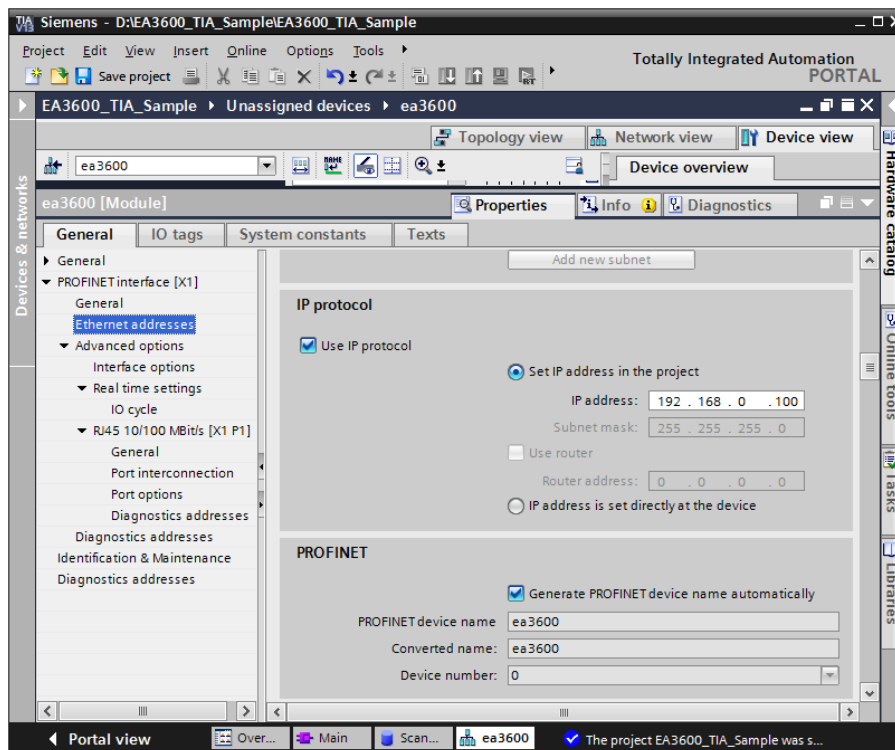 TIA V13 Siemens - D:\EA3600_TIA_Sample\EA3600_TIA_Sample
Project Edit View Insert Online Options Tools
Totally Integrated Automation
PORTAL
Save project
EA3600_TIA_Sample Unassigned devices ea3600
Topology view Network view Device view
ea3600 NAME Device overview
ea3600 [Module] Properties Info Diagnostics
General IO tags System constants Texts
General
PROFINET interface [X1]
General
Ethernet addresses
Advanced options
Interface options
Real time settings
IO cycle
RJ45 10/100 MBit/s [X1 P1]
General
Port interconnection
Port options
Diagnostics addresses
Diagnostics addresses
Identification & Maintenance
Diagnostics addresses
Add new subnet
IP protocol
Use IP protocol
Set IP address in the project
IP address: 192 . 168 . 0 . 100
Subnet mask: 255 . 255 . 255 . 0
Use router
Router address: 0 . 0 . 0 . 0
IP address is set directly at the device
PROFINET
Generate PROFINET device name automatically
PROFINET device name ea3600
Converted name: ea3600
Device number: 0
Devices & networks
Hardware catalog
Online tools
Tasks
Libraries
Portal view Over... Main Scan... ea3600 The project EA3600_TIA_Sample was s...